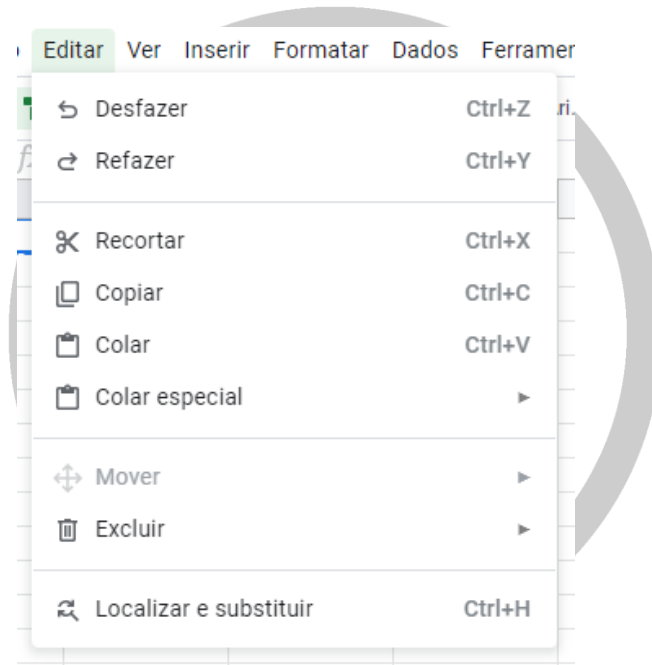 Editar Ver Inserir Formatar Dados Ferramer
Desfazer Ctrl+Z
Refazer Ctrl+Y
Recortar Ctrl+X
Copiar Ctrl+C
Colar Ctrl+V
Colar especial
Mover
Excluir
Localizar e substituir Ctrl+H